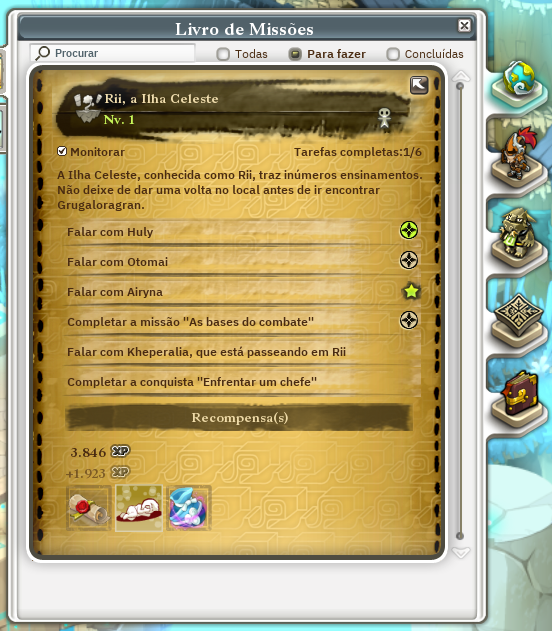 Livro de Missões
Procurar
Todas
Para fazer
Concluídas
Rii, a Ilha Celeste
Nv. 1
Monitorar
Tarefas completas:1/6
A Ilha Celeste, conhecida como Rii, traz inúmeros ensinamentos.
Não deixe de dar uma volta no local antes de ir encontrar
Grugaloragran.
Falar com Huly
Falar com Otomai
Falar com Airyna
Completar a missão "As bases do combate"
Falar com Kheperalia, que está passeando em Rii
Completar a conquista "Enfrentar um chefe"
Recompensa(s)
3.846 XP
+1.923 XP